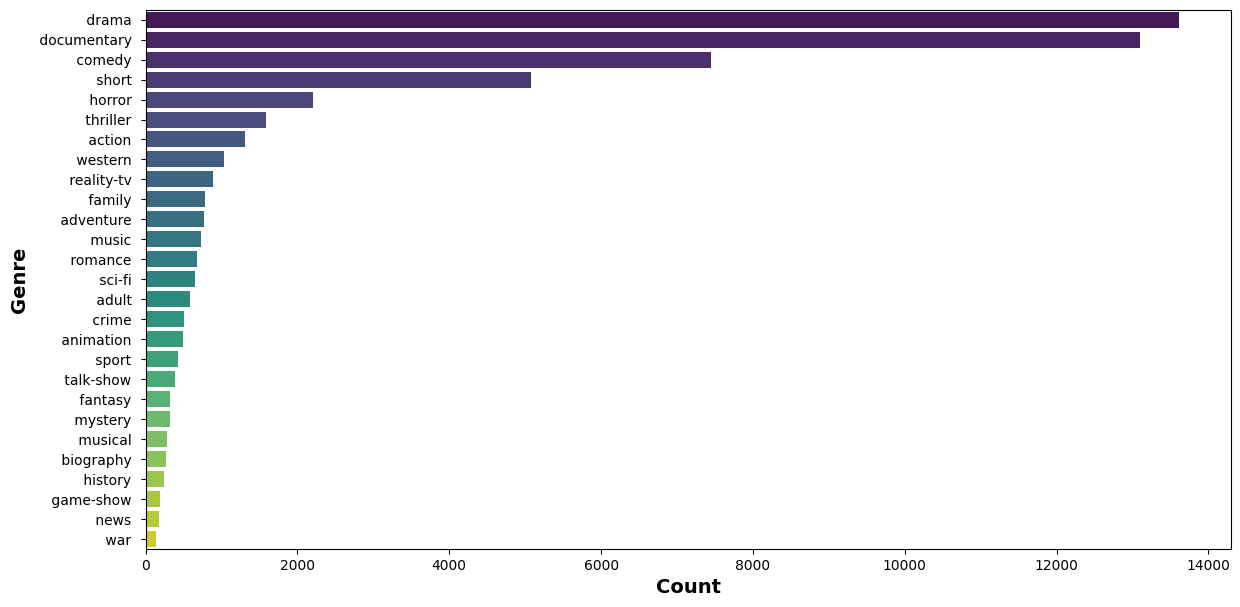 drama
documentary
comedy
short
horror
thriller
action
western
reality-tv
family
adventure
music
romance
sci-fi
adult
crime
animation
sport
talk-show
fantasy
mystery
musical
biography
history
game-show
news
war
Genre
0 2000 4000 6000 8000 10000 12000 14000
Count